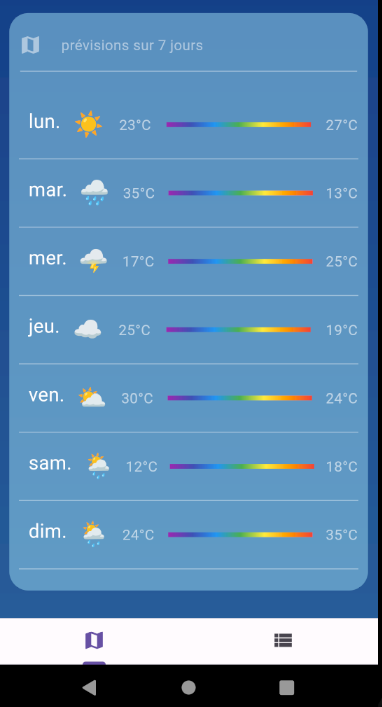 prévisions sur 7 jours
lun. 23°C 27°C
mar. 35°C 13°C
mer. 17°C 25°C
jeu. 25°C 19°C
ven. 30°C 24°C
sam. 12°C 18°C
dim. 24°C 35°C